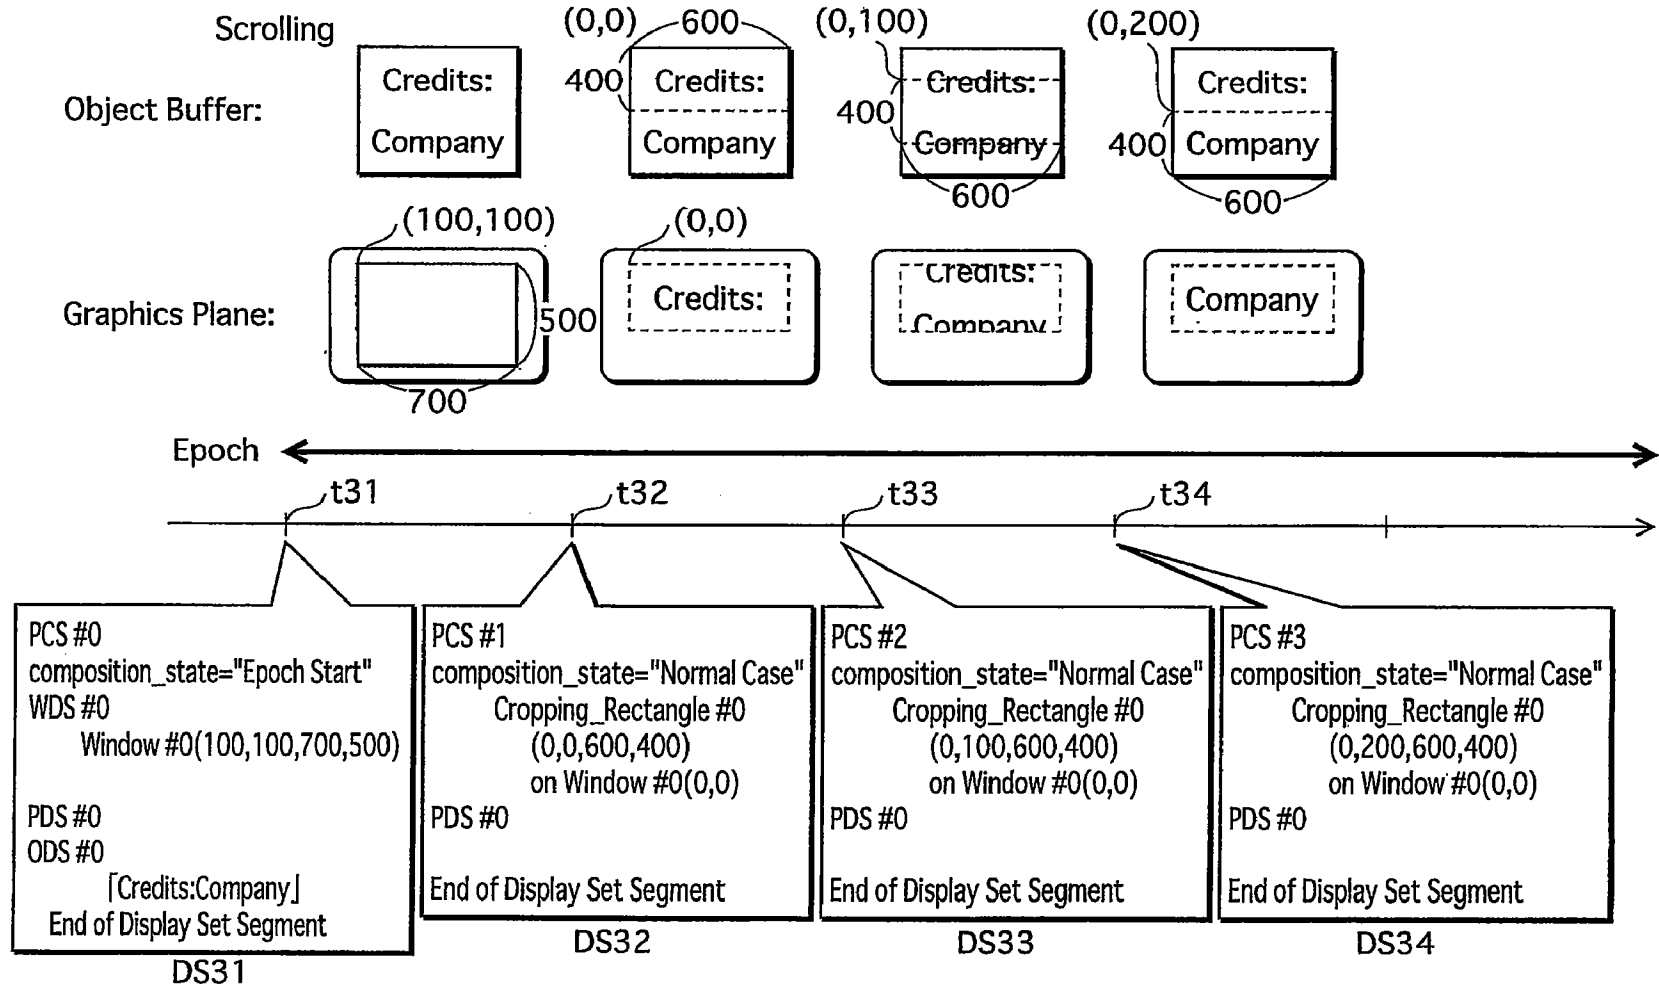 Scrolling
(0,0) 600 (0,100) (0,200)
Object Buffer:
Credits:
Company
400
Credits:
Company
400
Credits:
Company
600
400
Credits:
Company
600
(100,100) (0,0)
Graphics Plane:
500
700
Credits:
Credits:
Company
Company
Epoch
t31 t32 t33 t34
PCS #0
composition_state="Epoch Start"
WDS #0
Window #0(100,100,700,500)
PDS #0
ODS #0
「Credits:Company」
End of Display Set Segment
DS31
PCS #1
composition_state="Normal Case"
Cropping_Rectangle #0
(0,0,600,400)
on Window #0(0,0)
PDS #0
End of Display Set Segment
DS32
PCS #2
composition_state="Normal Case"
Cropping_Rectangle #0
(0,100,600,400)
on Window #0(0,0)
PDS #0
End of Display Set Segment
DS33
PCS #3
composition_state="Normal Case"
Cropping_Rectangle #0
(0,200,600,400)
on Window #0(0,0)
PDS #0
End of Display Set Segment
DS34